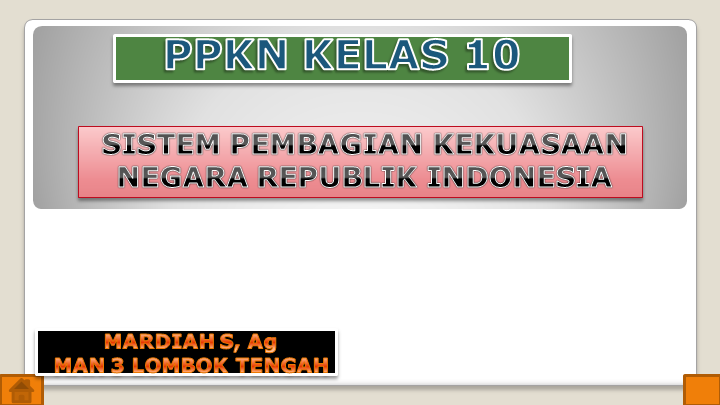 PPKN KELAS 10
SISTEM PEMBAGIAN KEKUASAAN
NEGARA REPUBLIK INDONESIA
MARDIAH S, Ag
MAN 3 LOMBOK TENGAH